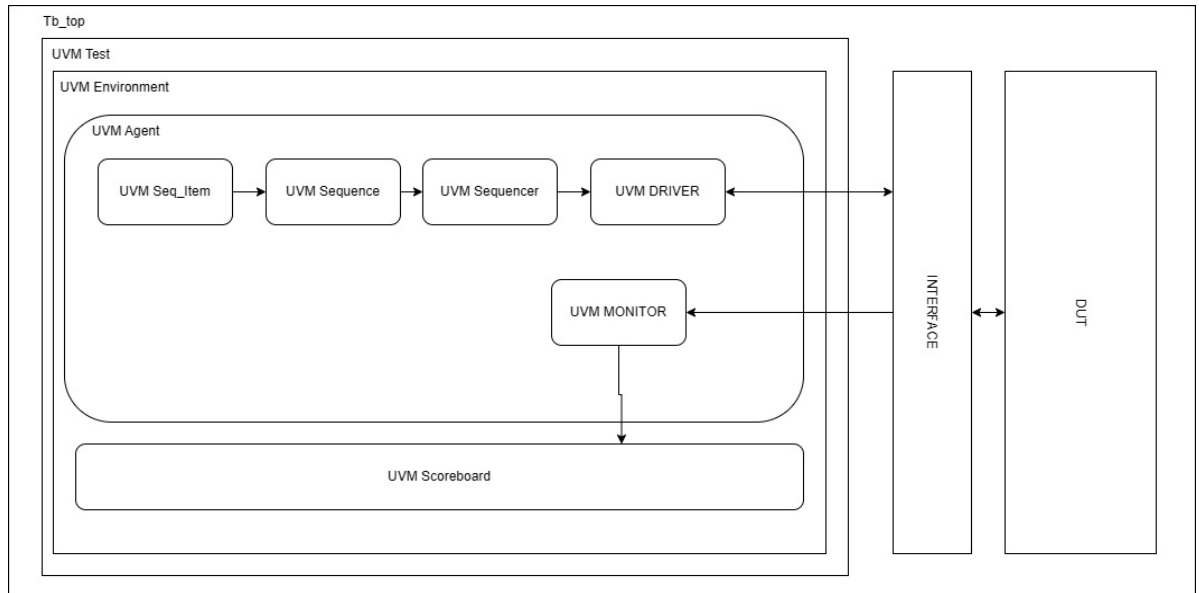 Tb_top
UVM Test
UVM Environment
UVM Agent
UVM Seq_Item
UVM Sequence
UVM Sequencer
UVM DRIVER
UVM MONITOR
UVM Scoreboard
INTERFACE
DUT